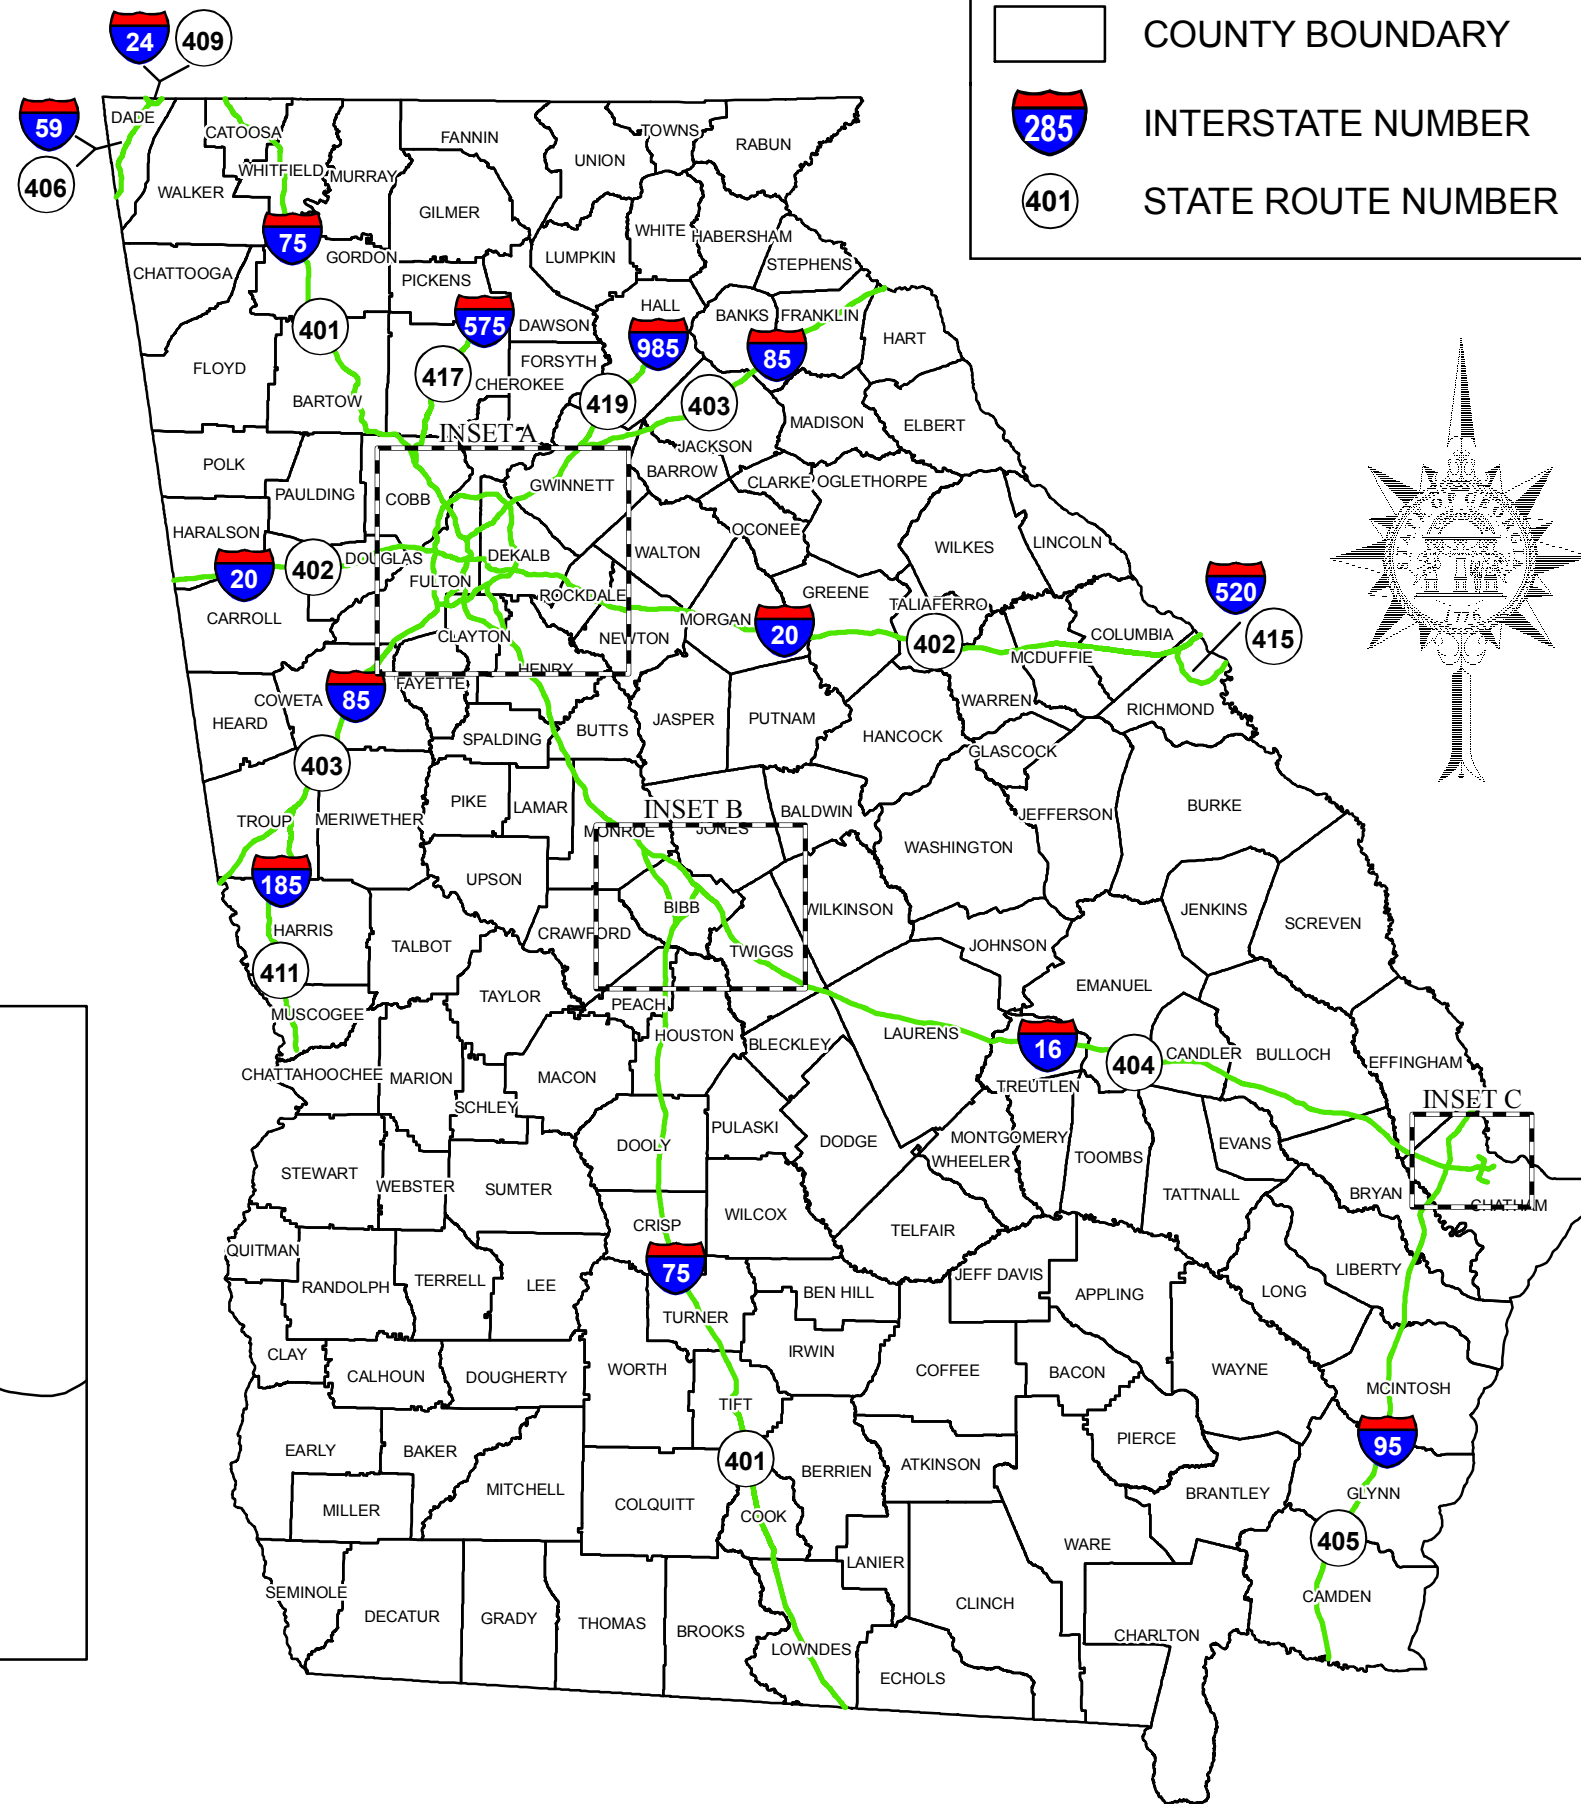 COUNTY BOUNDARY
285 INTERSTATE NUMBER
401 STATE ROUTE NUMBER
24 409
59
406
DADE
CATOOSA
FANNIN
TOWNS
RABUN
UNION
WHITFIELD
MURRAY
WALKER
GILMER
WHITE
HABERSHAM
75
GORDON
LUMPKIN
STEPHENS
CHATTOOGA
PICKENS
HALL
BANKS
FRANKLIN
401
575
DAWSON
985
85
HART
FLOYD
417
FORSYTH
CHEROKEE
BARTOW
419
403
MADISON
ELBERT
INSET A
JACKSON
POLK
BARROW
PAULDING
COBB
GWINNETT
CLARKE
OGLETHORPE
HARALSON
OCONEE
20
402
DOUGLAS
DEKALB
WALTON
WILKES
LINCOLN
FULTON
ROCKDALE
GREENE
TALIAFERRO
520
415
CARROLL
CLAYTON
NEWTON
MORGAN
20
402
COLUMBIA
1776
HENRY
MCDUFFIE
COWETA
85
FAYETTE
WARREN
RICHMOND
HEARD
SPALDING
BUTTS
JASPER
PUTNAM
HANCOCK
GLASCOCK
403
TROUP
MERIWETHER
PIKE
LAMAR
INSET B
MONROE
JONES
BALDWIN
JEFFERSON
BURKE
WASHINGTON
185
UPSON
BIBB
WILKINSON
JENKINS
SCREVEN
HARRIS
TALBOT
CRAWFORD
TWIGGS
JOHNSON
411
TAYLOR
PEACH
EMANUEL
MUSCOGEE
HOUSTON
BLECKLEY
LAURENS
16
404
CANDLER
BULLOCH
EFFINGHAM
CHATTAHOOCHEE
MARION
MACON
TREUTLEN
SCHLEY
INSET C
DOOLY
PULASKI
DODGE
MONTGOMERY
WHEELER
TOOMBS
EVANS
STEWART
WEBSTER
SUMTER
TATTNALL
BRYAN
CHATHAM
CRISP
WILCOX
TELFAIR
QUITMAN
RANDOLPH
TERRELL
LEE
75
BEN HILL
JEFF DAVIS
APPLING
LONG
LIBERTY
TURNER
CLAY
CALHOUN
DOUGHERTY
WORTH
IRWIN
COFFEE
BACON
WAYNE
MCINTOSH
TIFT
EARLY
BAKER
401
BERRIEN
ATKINSON
PIERCE
95
MILLER
MITCHELL
COLQUITT
COOK
BRANTLEY
GLYNN
405
LANIER
WARE
SEMINOLE
DECATUR
GRADY
THOMAS
BROOKS
LOWNDES
CLINCH
CHARLTON
CAMDEN
ECHOLS